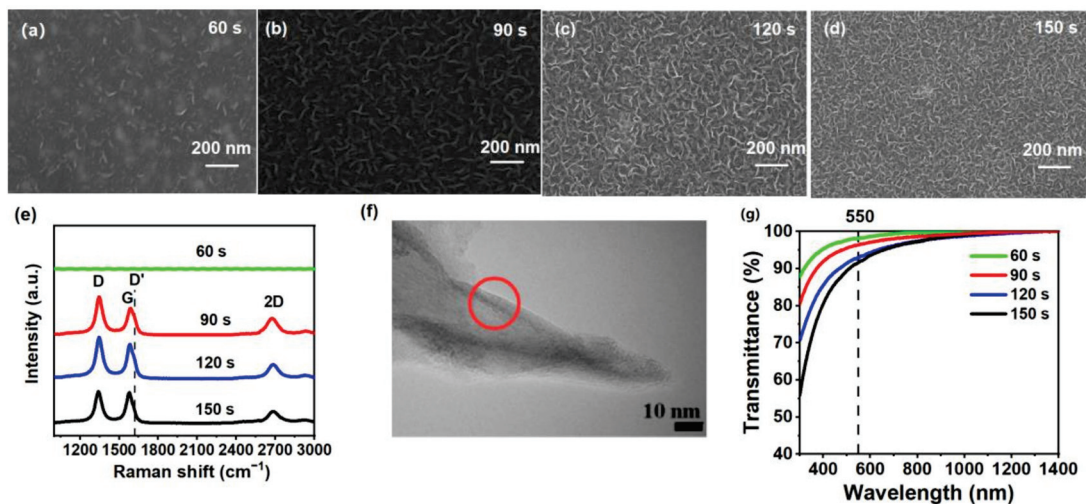 (a) 60 s
200 nm
(b) 90 s
200 nm
(c) 120 s
200 nm
(d) 150 s
200 nm
(e)
60 s
D
D'
G
2D
90 s
120 s
150 s
Intensity (a.u.)
1200 1500 1800 2100 2400 2700 3000
Raman shift (cm⁻¹)
(f)
10 nm
(g)
550
100
90
80
70
60
50
40
Transmittance (%)
60 s
90 s
120 s
150 s
400 600 800 1000 1200 1400
Wavelength (nm)